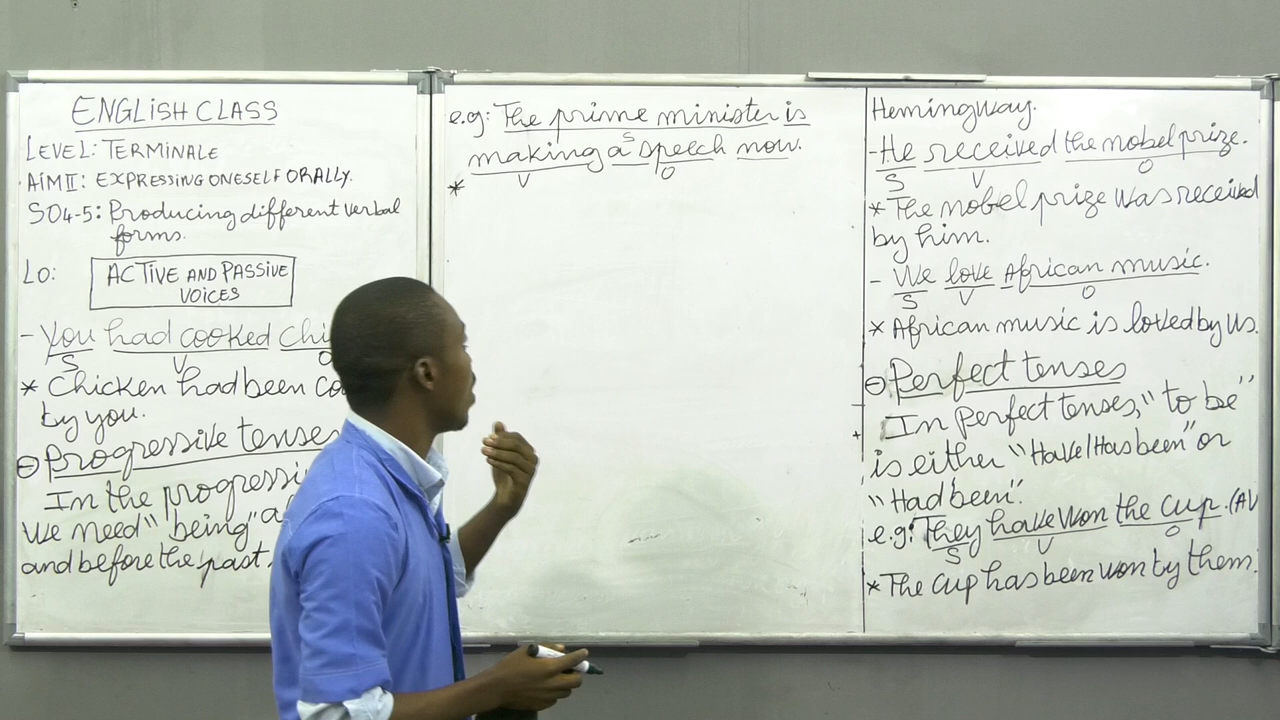 ENGLISH CLASS
LEVEL: TERMINALE
AIM II: EXPRESSING ONESELF ORALLY.
SO4-5: Producing different verbal
forms.
LO: ACTIVE AND PASSIVE
VOICES
- You had cooked chi
S V O
* Chicken had been co
by you.
⊖ Progressive tenses
In the progressi
we need "being" a
and before the past.
e.g: The prime minister is
S
making a speech now.
V O
*
Hemingway.
- He received the nobel prize.
S V O
* The nobel prize was received
by him.
- We love African music.
S V O
* African music is loved by us.
⊖ Perfect tenses
In Perfect tenses, "to be"
is either "Have/Has been" or
"Had been".
e.g: They have won the cup. (AV
S V O
* The cup has been won by them.